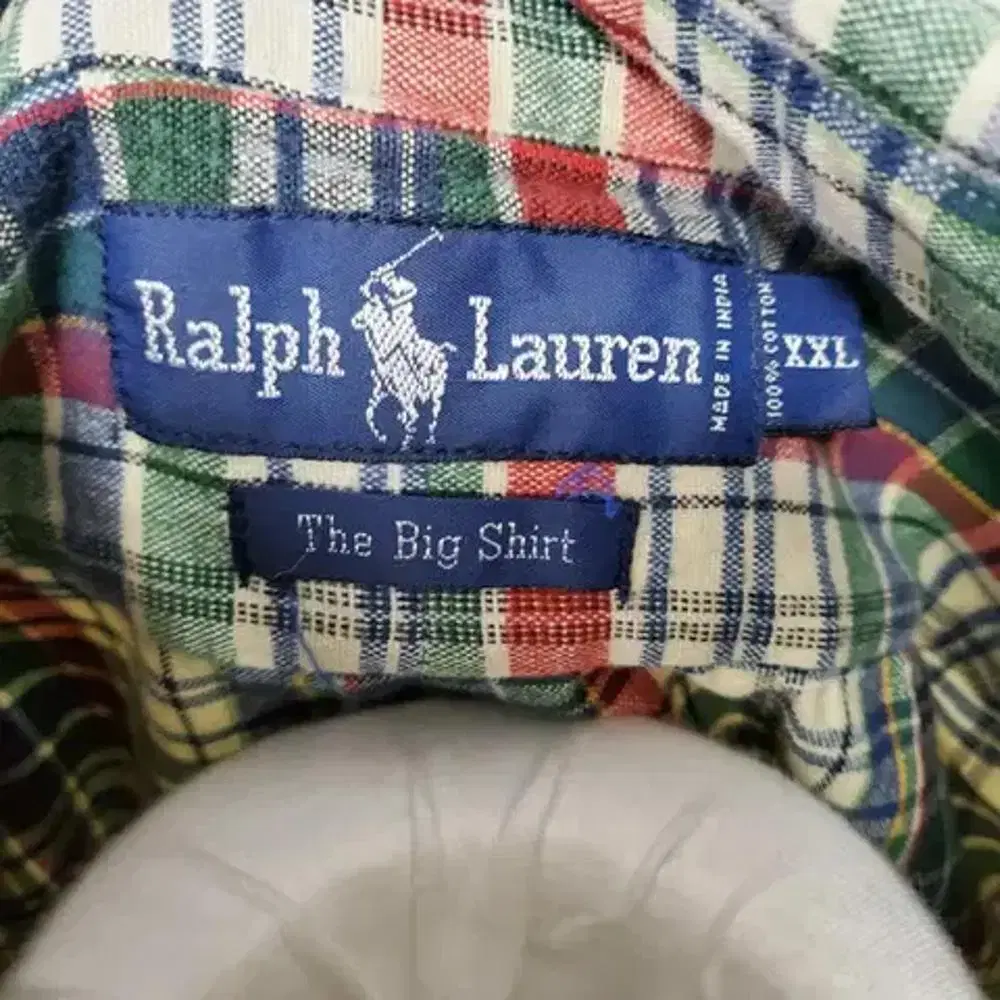 Ralph Lauren
MADE IN INDIA
100% COTTON
XXL
The Big Shirt